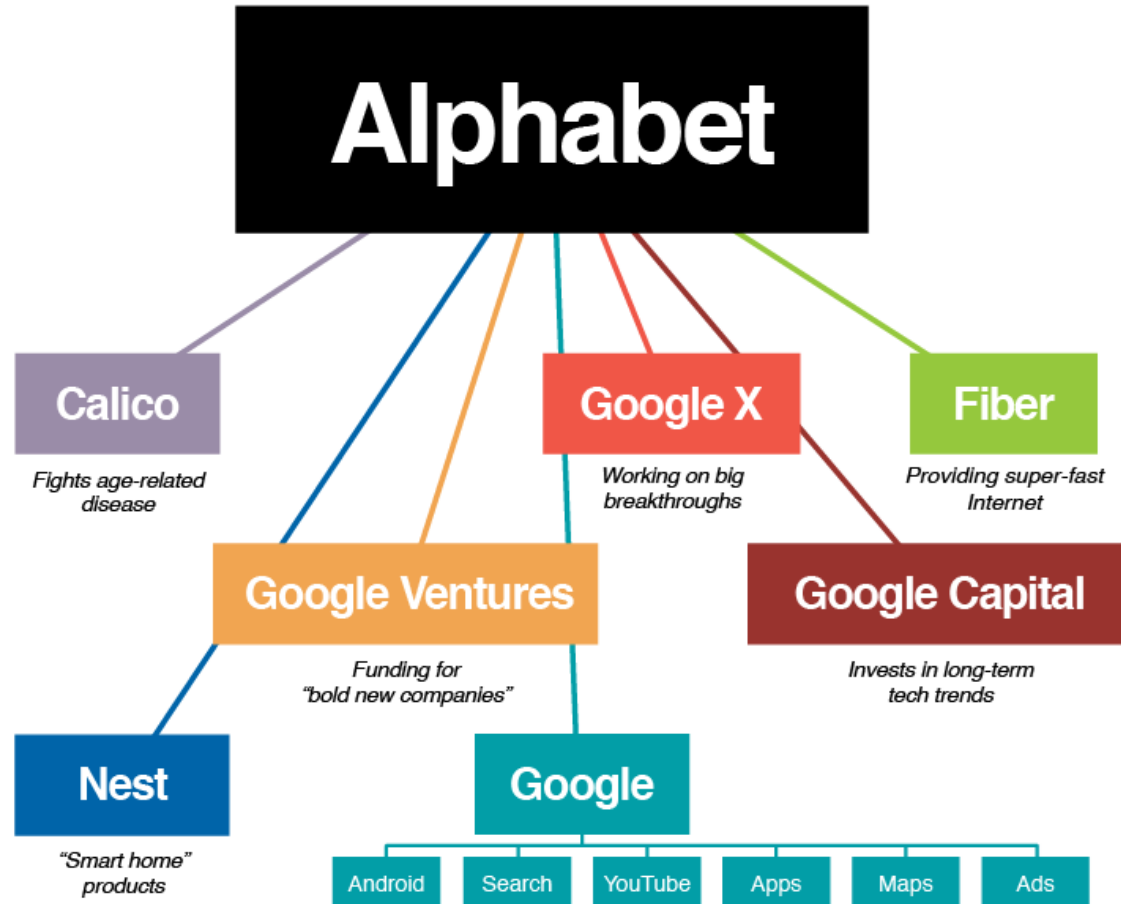 Alphabet
Calico
Fights age-related
disease
Google X
Working on big
breakthroughs
Fiber
Providing super-fast
Internet
Google Ventures
Funding for
“bold new companies”
Google Capital
Invests in long-term
tech trends
Nest
“Smart home”
products
Google
Android
Search
YouTube
Apps
Maps
Ads